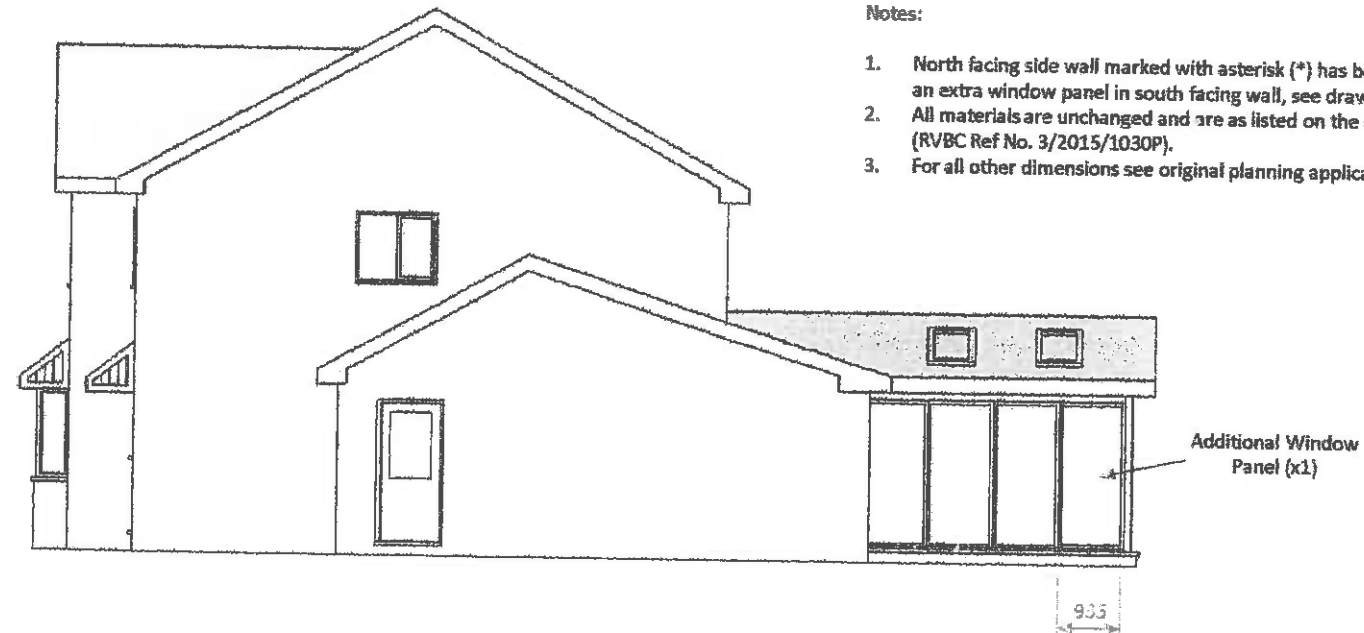 Notes:
1. North facing side wall marked with asterisk (*) has b
an extra window panel in south facing wall, see draw
2. All materials are unchanged and are as listed on the
(RVBC Ref No. 3/2015/1030P).
3. For all other dimensions see original planning applica
Additional Window
Panel (x1)